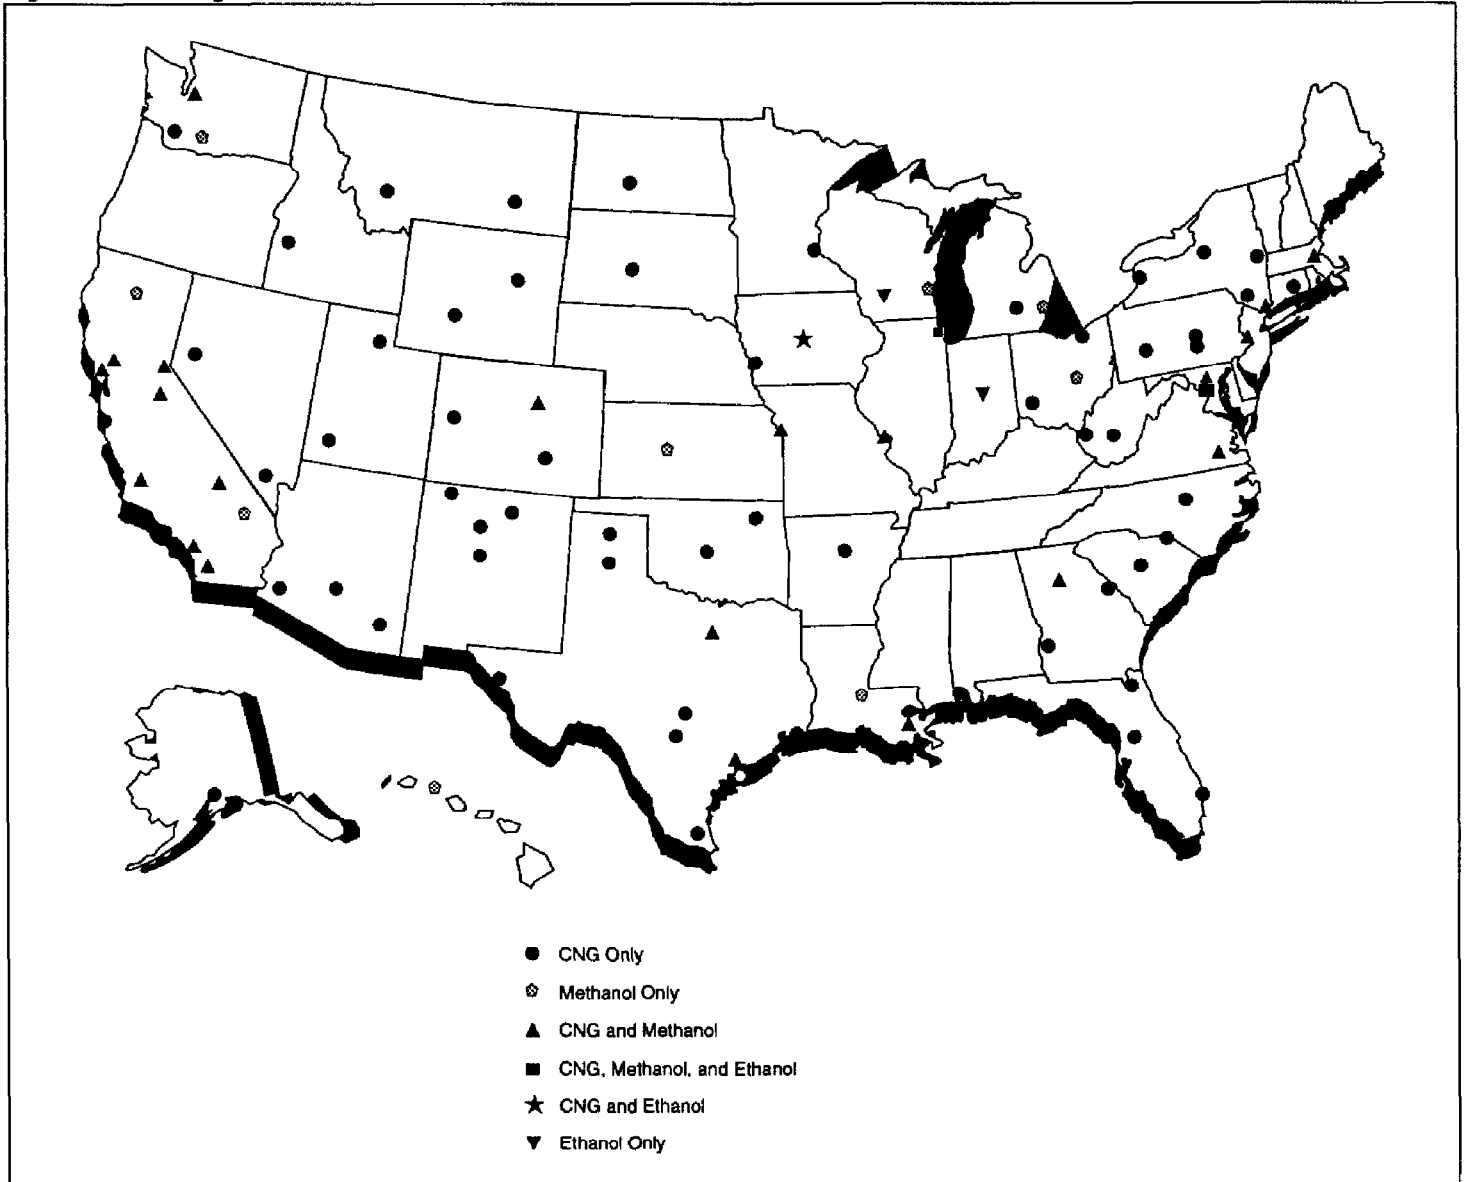 CNG Only
Methanol Only
CNG and Methanol
CNG, Methanol, and Ethanol
CNG and Ethanol
Ethanol Only